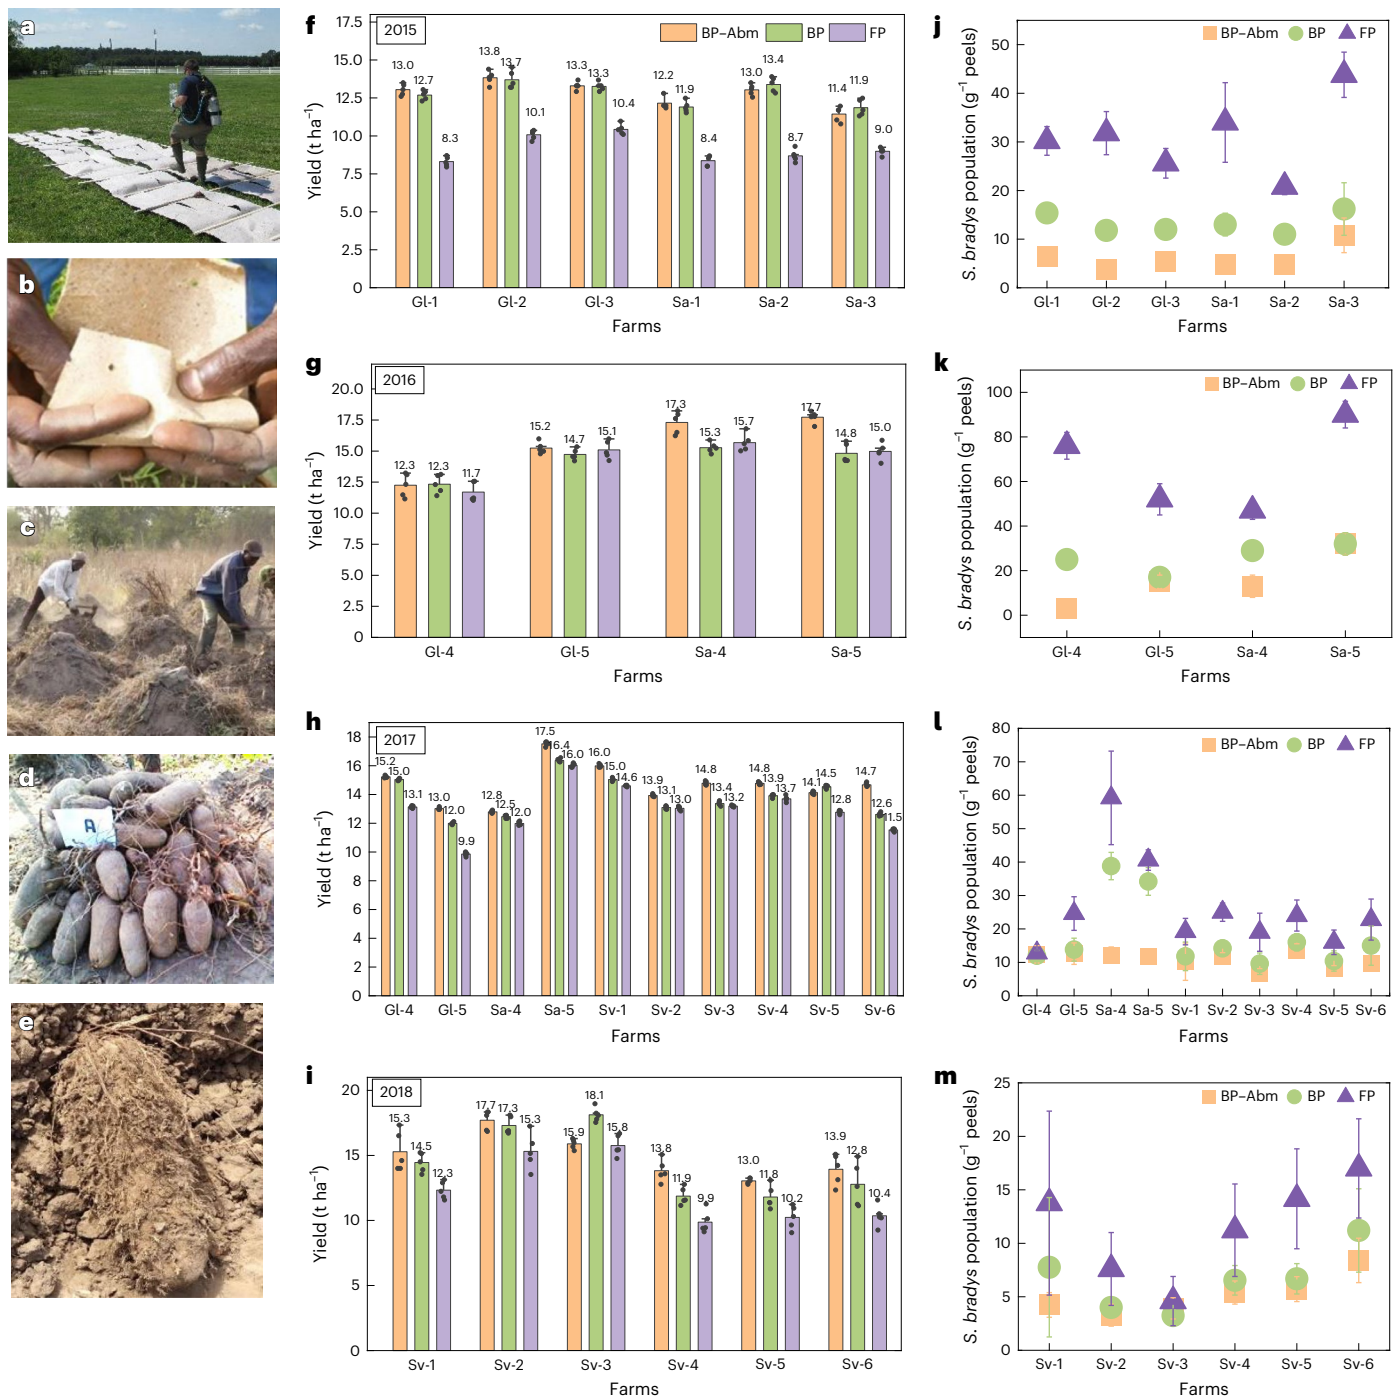 a
b
c
d
A
e
f
2015
BP–Abm BP FP
Yield (t ha⁻¹)
17.5
15.0
12.5
10.0
7.5
5.0
2.5
0
13.0 12.7 8.3 13.8 13.7 10.1 13.3 13.3 10.4 12.2 11.9 8.4 13.0 13.4 8.7 11.4 11.9 9.0
Gl-1 Gl-2 Gl-3 Sa-1 Sa-2 Sa-3
Farms
g
2016
Yield (t ha⁻¹)
20.0
17.5
15.0
12.5
10.0
7.5
5.0
2.5
0
12.3 12.3 11.7 15.2 14.7 15.1 17.3 15.3 15.7 17.7 14.8 15.0
Gl-4 Gl-5 Sa-4 Sa-5
Farms
h
2017
Yield (t ha⁻¹)
18
16
14
12
10
8
6
4
2
0
15.2 15.0 13.1 13.0 12.0 9.9 12.8 12.5 12.0 17.5 16.4 16.0 16.0 15.0 14.6 13.9 13.1 13.0 14.8 13.4 13.2 14.8 13.9 13.7 14.1 14.5 12.8 14.7 12.6 11.5
Gl-4 Gl-5 Sa-4 Sa-5 Sv-1 Sv-2 Sv-3 Sv-4 Sv-5 Sv-6
Farms
i
2018
Yield (t ha⁻¹)
20
15
10
5
0
15.3 14.5 12.3 17.7 17.3 15.3 15.9 18.1 15.8 13.8 11.9 9.9 13.0 11.8 10.2 13.9 12.8 10.4
Sv-1 Sv-2 Sv-3 Sv-4 Sv-5 Sv-6
Farms
j
BP–Abm BP FP
S. bradys population (g⁻¹ peels)
50
40
30
20
10
0
Gl-1 Gl-2 Gl-3 Sa-1 Sa-2 Sa-3
Farms
k
BP–Abm BP FP
S. bradys population (g⁻¹ peels)
100
80
60
40
20
0
Gl-4 Gl-5 Sa-4 Sa-5
Farms
l
BP–Abm BP FP
S. bradys population (g⁻¹ peels)
80
70
60
50
40
30
20
10
0
Gl-4 Gl-5 Sa-4 Sa-5 Sv-1 Sv-2 Sv-3 Sv-4 Sv-5 Sv-6
Farms
m
BP–Abm BP FP
S. bradys population (g⁻¹ peels)
25
20
15
10
5
0
Sv-1 Sv-2 Sv-3 Sv-4 Sv-5 Sv-6
Farms